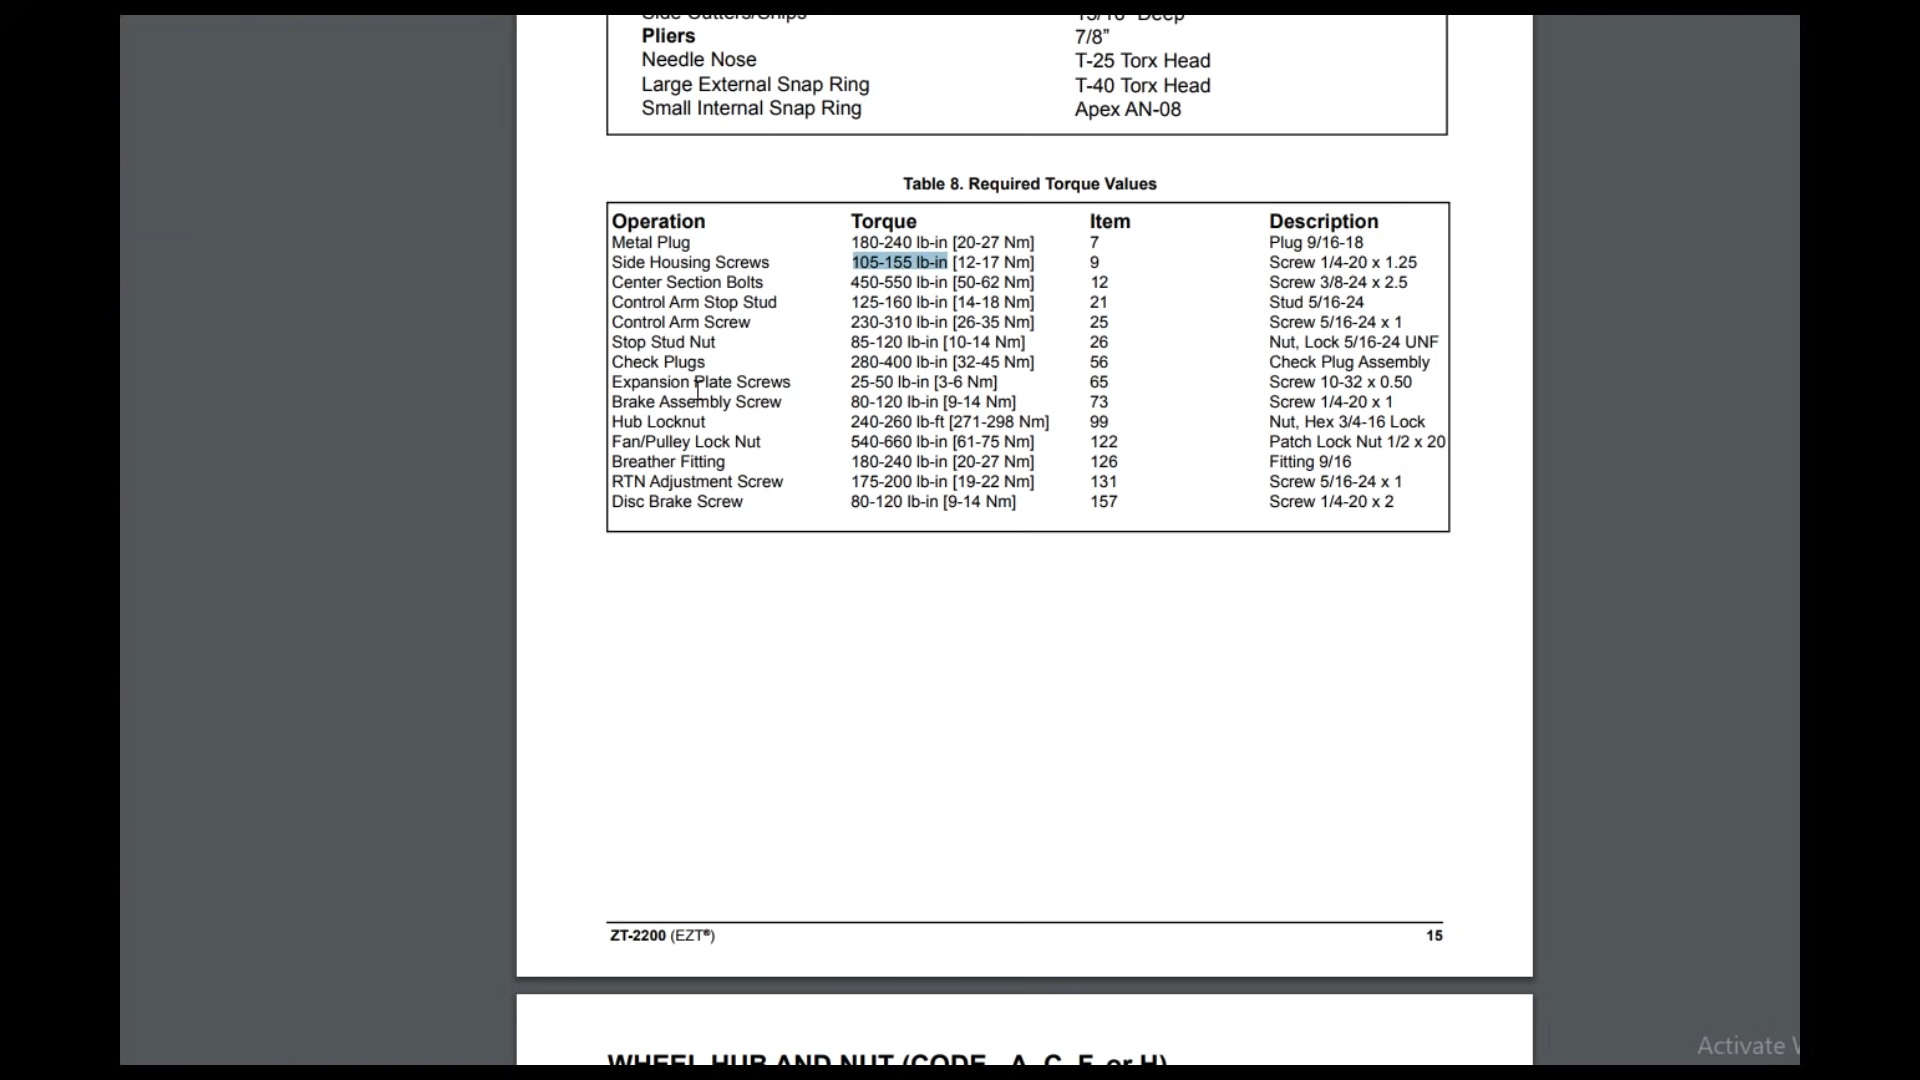 Side Cutters/Snips 15/16" Deep
Pliers 7/8”
Needle Nose T-25 Torx Head
Large External Snap Ring T-40 Torx Head
Small Internal Snap Ring Apex AN-08
Table 8. Required Torque Values
Operation Torque Item Description
Metal Plug 180-240 lb-in [20-27 Nm] 7 Plug 9/16-18
Side Housing Screws 105-155 lb-in [12-17 Nm] 9 Screw 1/4-20 x 1.25
Center Section Bolts 450-550 lb-in [50-62 Nm] 12 Screw 3/8-24 x 2.5
Control Arm Stop Stud 125-160 lb-in [14-18 Nm] 21 Stud 5/16-24
Control Arm Screw 230-310 lb-in [26-35 Nm] 25 Screw 5/16-24 x 1
Stop Stud Nut 85-120 lb-in [10-14 Nm] 26 Nut, Lock 5/16-24 UNF
Check Plugs 280-400 lb-in [32-45 Nm] 56 Check Plug Assembly
Expansion Plate Screws 25-50 lb-in [3-6 Nm] 65 Screw 10-32 x 0.50
Brake Assembly Screw 80-120 lb-in [9-14 Nm] 73 Screw 1/4-20 x 1
Hub Locknut 240-260 lb-ft [271-298 Nm] 99 Nut, Hex 3/4-16 Lock
Fan/Pulley Lock Nut 540-660 lb-in [61-75 Nm] 122 Patch Lock Nut 1/2 x 20
Breather Fitting 180-240 lb-in [20-27 Nm] 126 Fitting 9/16
RTN Adjustment Screw 175-200 lb-in [19-22 Nm] 131 Screw 5/16-24 x 1
Disc Brake Screw 80-120 lb-in [9-14 Nm] 157 Screw 1/4-20 x 2
ZT-2200 (EZT®) 15
WHEEL HUB AND NUT (CODE - A, C, F, or H)
Activate